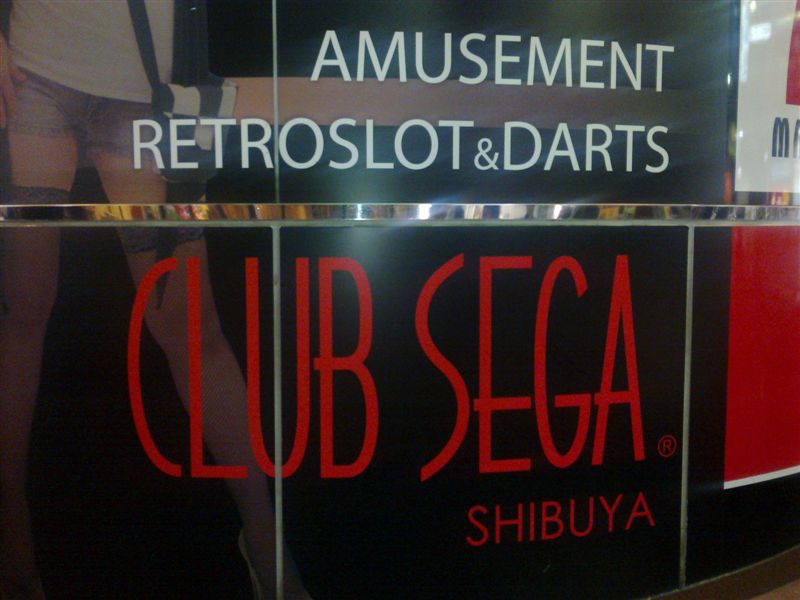 AMUSEMENT
RETROSLOT&DARTS
CLUB SEGA®
SHIBUYA